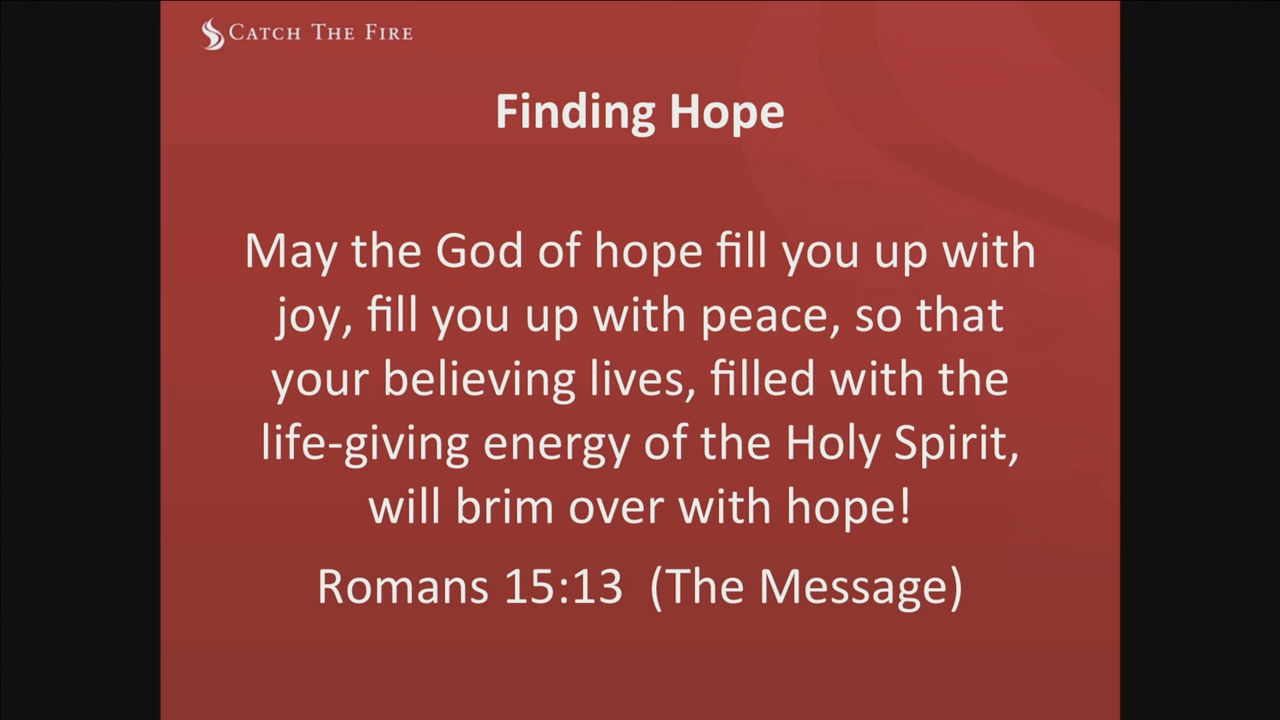 CATCH THE FIRE
Finding Hope
May the God of hope fill you up with
joy, fill you up with peace, so that
your believing lives, filled with the
life-giving energy of the Holy Spirit,
will brim over with hope!
Romans 15:13  (The Message)